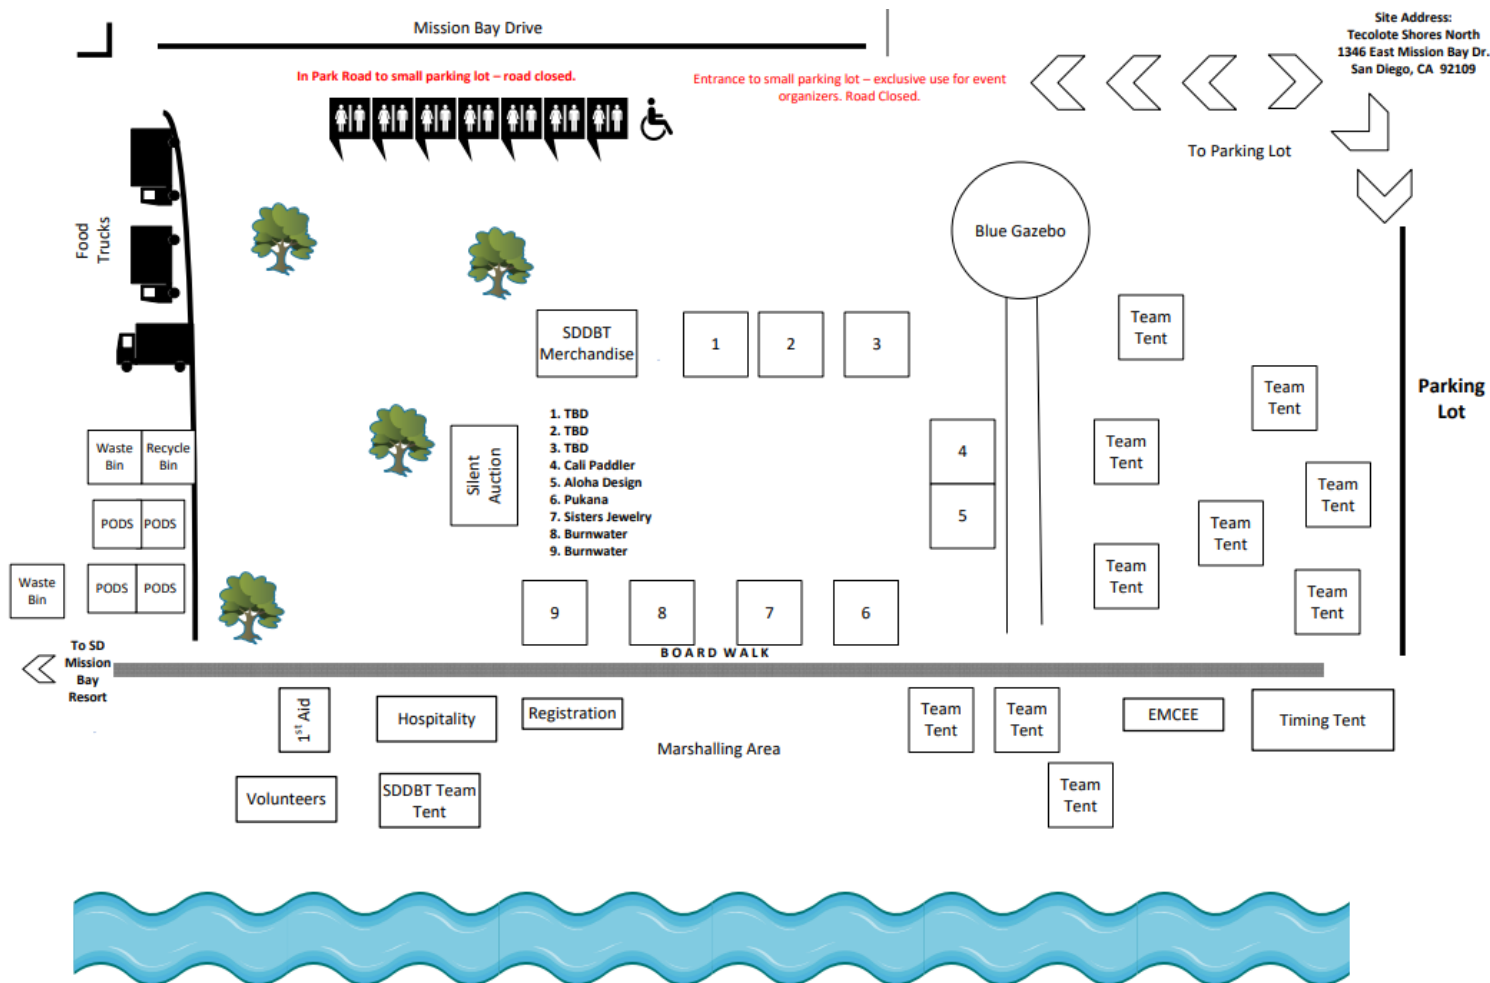 Mission Bay Drive
Site Address:
Tecolote Shores North
1346 East Mission Bay Dr.
San Diego, CA  92109
In Park Road to small parking lot – road closed.
Entrance to small parking lot – exclusive use for event
organizers. Road Closed.
To Parking Lot
Food
Trucks
Blue Gazebo
SDDBT
Merchandise
1
2
3
Team
Tent
Team
Tent
Parking
Lot
Waste
Bin
Recycle
Bin
Silent
Auction
1. TBD
2. TBD
3. TBD
4. Cali Paddler
5. Aloha Design
6. Pukana
7. Sisters Jewelry
8. Burnwater
9. Burnwater
4
5
Team
Tent
Team
Tent
Team
Tent
PODS
PODS
Waste
Bin
PODS
PODS
Team
Tent
Team
Tent
9
8
7
6
BOARD WALK
To SD
Mission
Bay
Resort
1st Aid
Hospitality
Registration
Marshalling Area
Team
Tent
Team
Tent
EMCEE
Timing Tent
Volunteers
SDDBT Team
Tent
Team
Tent